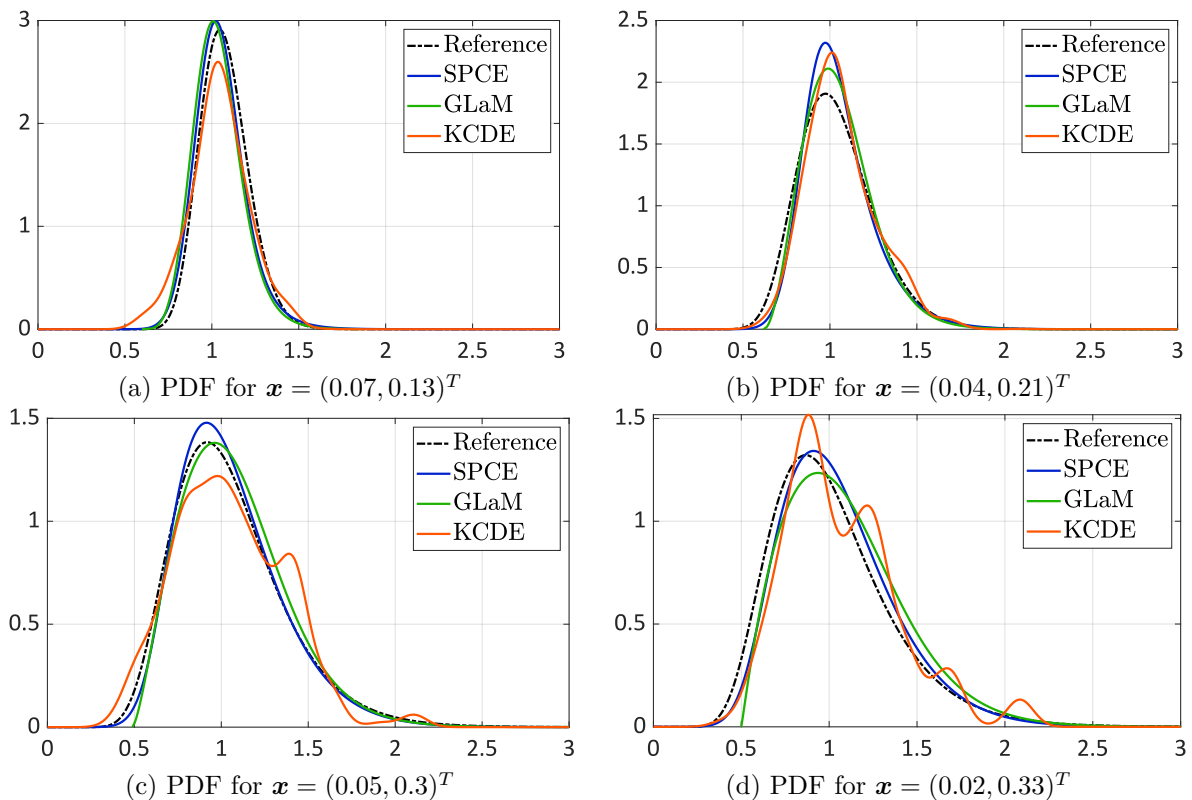 3
2
1
0
0 0.5 1 1.5 2 2.5 3
Reference
SPCE
GLaM
KCDE
(a) PDF for x = (0.07, 0.13)^T
2.5
2
1.5
1
0.5
0
0 0.5 1 1.5 2 2.5 3
Reference
SPCE
GLaM
KCDE
(b) PDF for x = (0.04, 0.21)^T
1.5
1
0.5
0
0 0.5 1 1.5 2 2.5 3
Reference
SPCE
GLaM
KCDE
(c) PDF for x = (0.05, 0.3)^T
1.5
1
0.5
0
0 0.5 1 1.5 2 2.5 3
Reference
SPCE
GLaM
KCDE
(d) PDF for x = (0.02, 0.33)^T